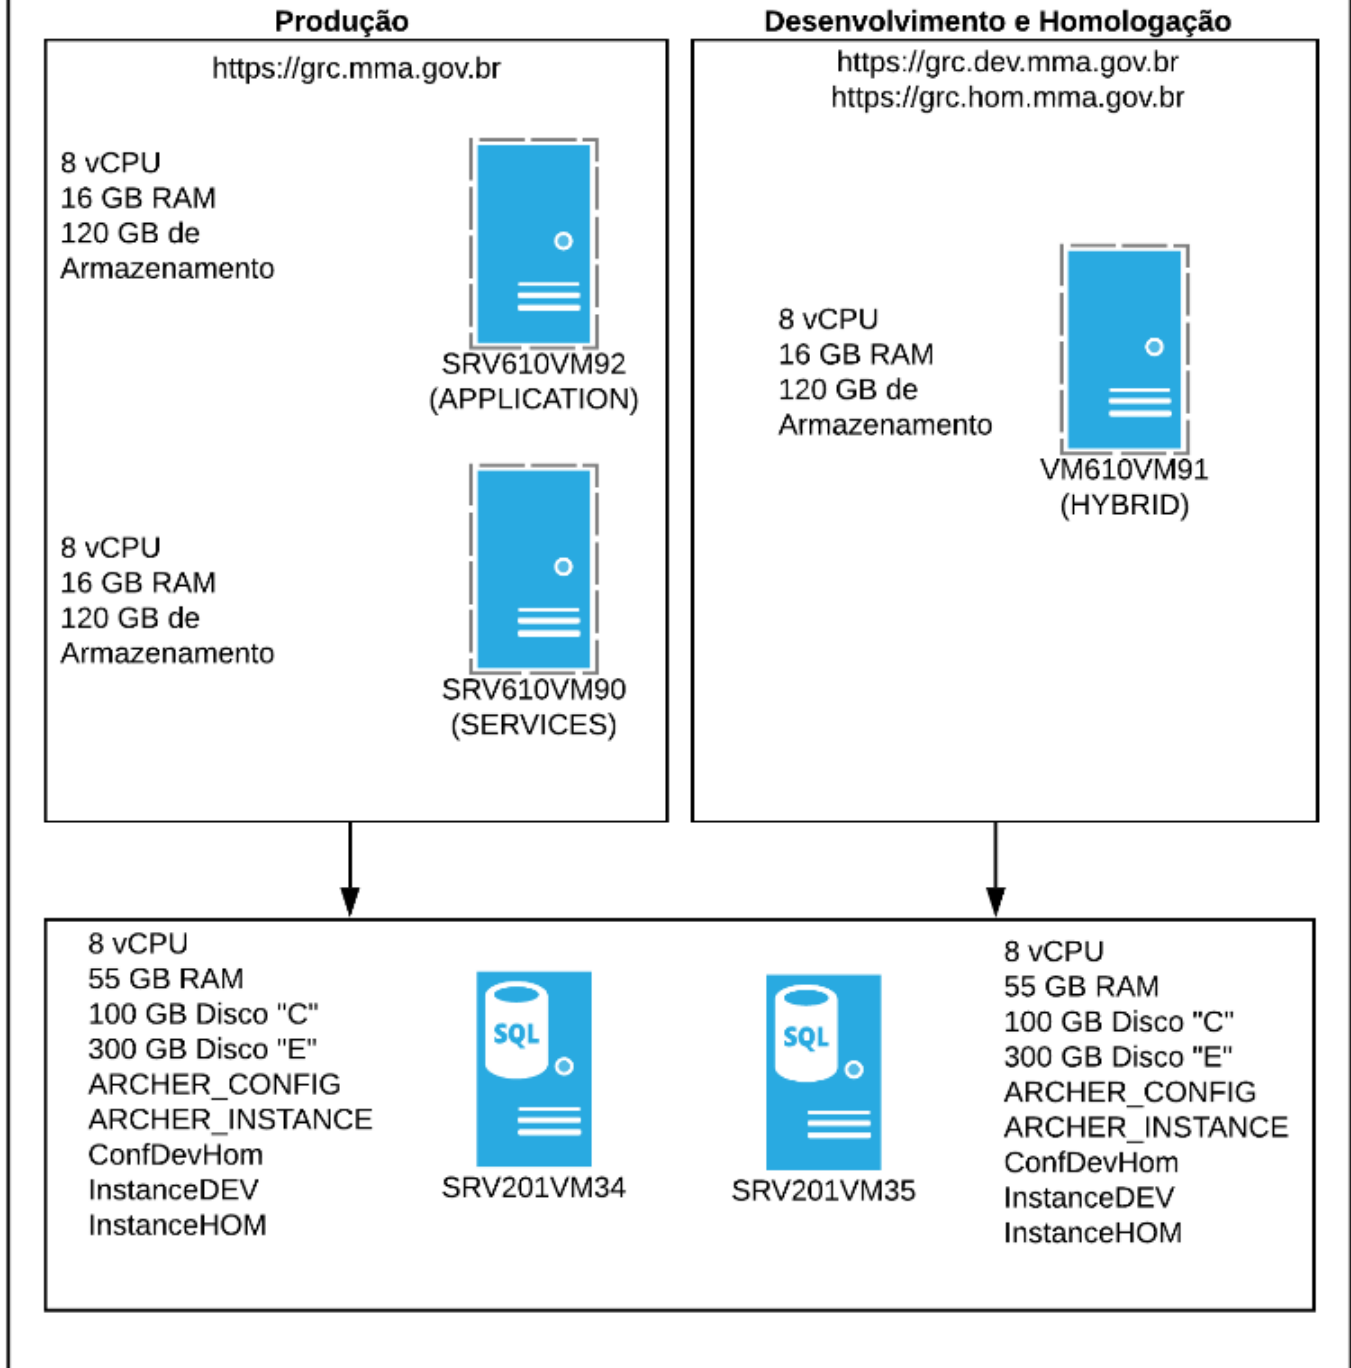 Produção
https://grc.mma.gov.br
8 vCPU
16 GB RAM
120 GB de
Armazenamento
SRV610VM92
(APPLICATION)
8 vCPU
16 GB RAM
120 GB de
Armazenamento
SRV610VM90
(SERVICES)
Desenvolvimento e Homologação
https://grc.dev.mma.gov.br
https://grc.hom.mma.gov.br
8 vCPU
16 GB RAM
120 GB de
Armazenamento
VM610VM91
(HYBRID)
8 vCPU
55 GB RAM
100 GB Disco "C"
300 GB Disco "E"
ARCHER_CONFIG
ARCHER_INSTANCE
ConfDevHom
InstanceDEV
InstanceHOM
SQL
SRV201VM34
SQL
SRV201VM35
8 vCPU
55 GB RAM
100 GB Disco "C"
300 GB Disco "E"
ARCHER_CONFIG
ARCHER_INSTANCE
ConfDevHom
InstanceDEV
InstanceHOM